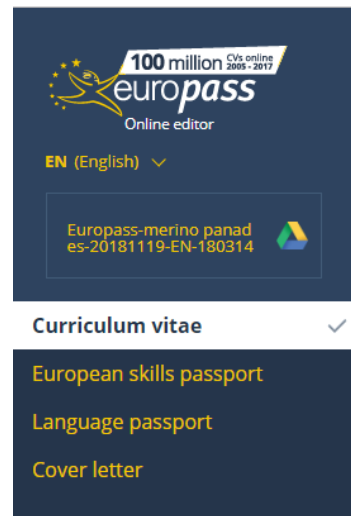 100 million CVs online
2005 - 2017
europass
Online editor
EN (English)
Europass-merino panad
es-20181119-EN-180314
Curriculum vitae
European skills passport
Language passport
Cover letter